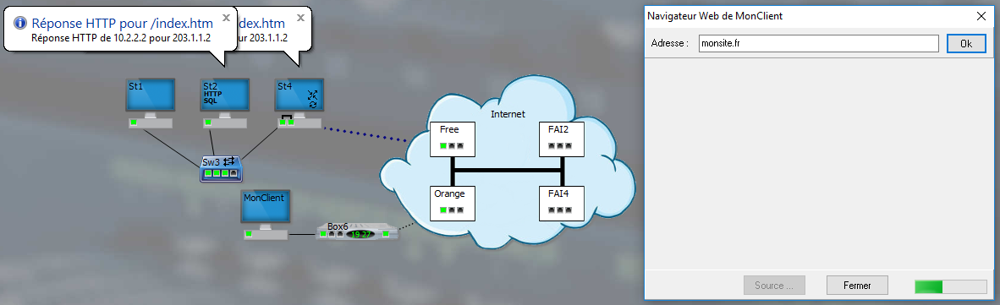 Réponse HTTP pour /index.htm
Réponse HTTP de 10.2.2.2 pour 203.1.1.2
dex.htm
ur 203.1.1.2
St1
St2
HTTP
SQL
St4
Sw3
MonClient
Box6
19-27
Internet
Free
FAI2
Orange
FAI4
Navigateur Web de MonClient
Adresse :
monsite.fr
Ok
Source ...
Fermer